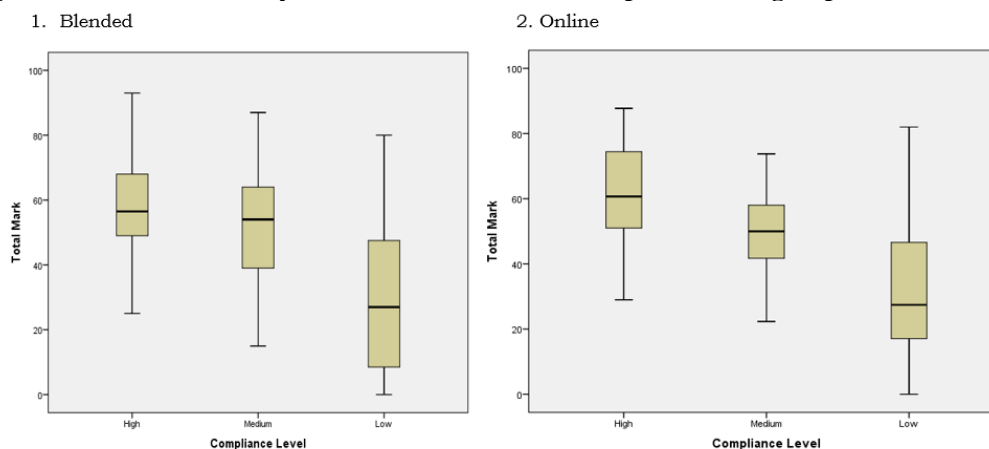 1. Blended
100
80
60
40
20
0
Total Mark
High Medium Low
Compliance Level
2. Online
100
80
60
40
20
0
Total Mark
High Medium Low
Compliance Level